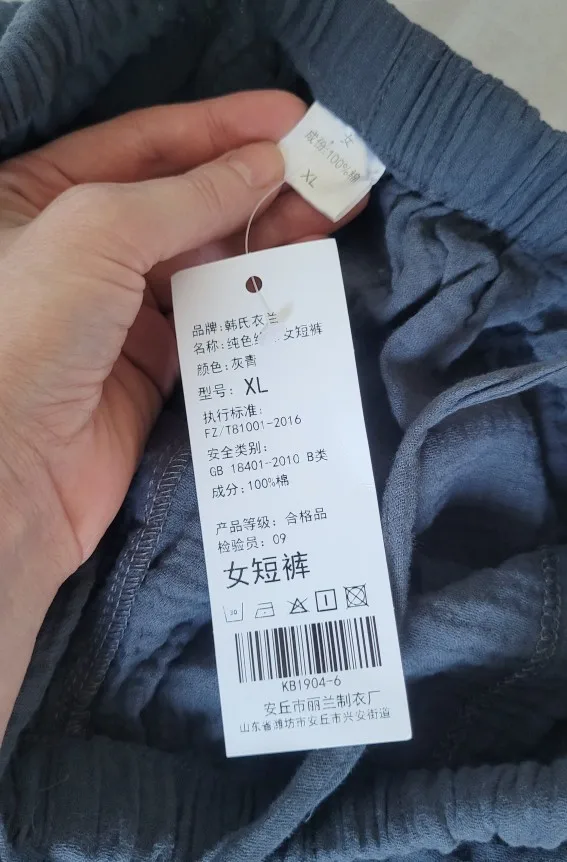 女
成份:100%棉
XL
品牌:韩氏衣兰
名称:纯色 女短裤
颜色:灰青
型号: XL
执行标准:
FZ/T81001-2016
安全类别:
GB 18401-2010 B类
成分:100%棉
产品等级: 合格品
检验员: 09
女短裤
30
KB1904-6
安丘市丽兰制衣厂
山东省潍坊市安丘市兴安街道